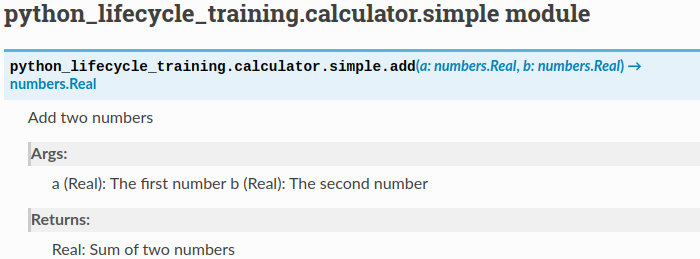 python_lifecycle_training.calculator.simple module
python_lifecycle_training.calculator.simple.add(a: numbers.Real, b: numbers.Real) →
numbers.Real
Add two numbers
Args:
a (Real): The first number b (Real): The second number
Returns:
Real: Sum of two numbers